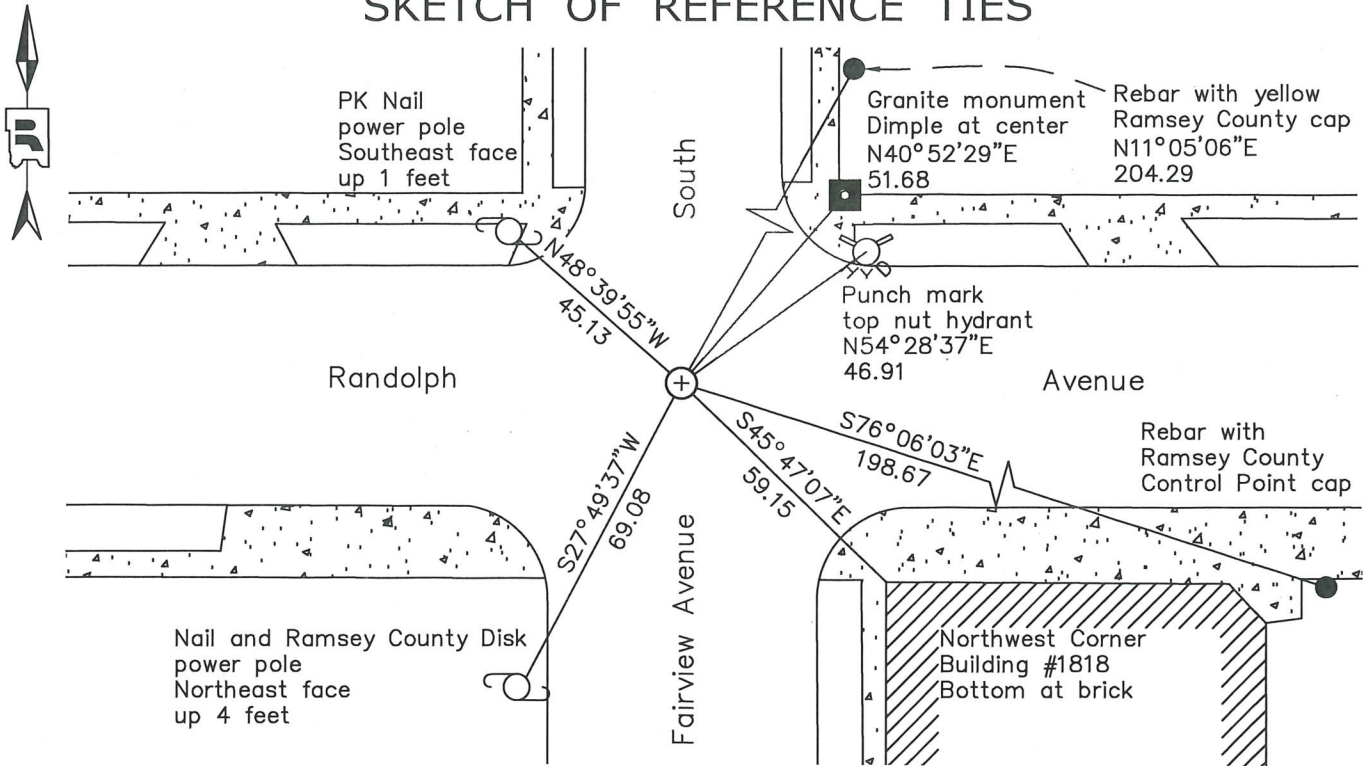 SKETCH OF REFERENCE TIES
PK Nail
power pole
Southeast face
up 1 feet
South
Granite monument
Dimple at center
N40°52'29"E
51.68
Rebar with yellow
Ramsey County cap
N11°05'06"E
204.29
N48°39'55"W
45.13
Punch mark
top nut hydrant
N54°28'37"E
46.91
Randolph
Avenue
S76°06'03"E
198.67
S45°47'07"E
59.15
Rebar with
Ramsey County
Control Point cap
S27°49'37"W
69.08
Fairview Avenue
Nail and Ramsey County Disk
power pole
Northeast face
up 4 feet
Northwest Corner
Building #1818
Bottom at brick
R